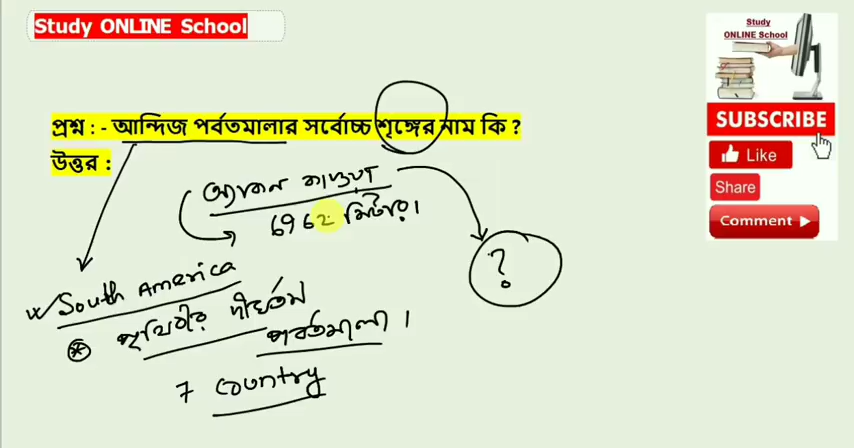 Study ONLINE School
Study
ONLINE School
প্রশ্ন :- আন্দিজ পর্বতমালার সর্বোচ্চ শৃঙ্গের নাম কি ?
উত্তর :
অ্যাকন কাগুয়া
6962 মিটার।
?
South America
* পৃথিবীর দীর্ঘতম
পর্বতমালা।
7 Country
SUBSCRIBE
Like
Share
Comment